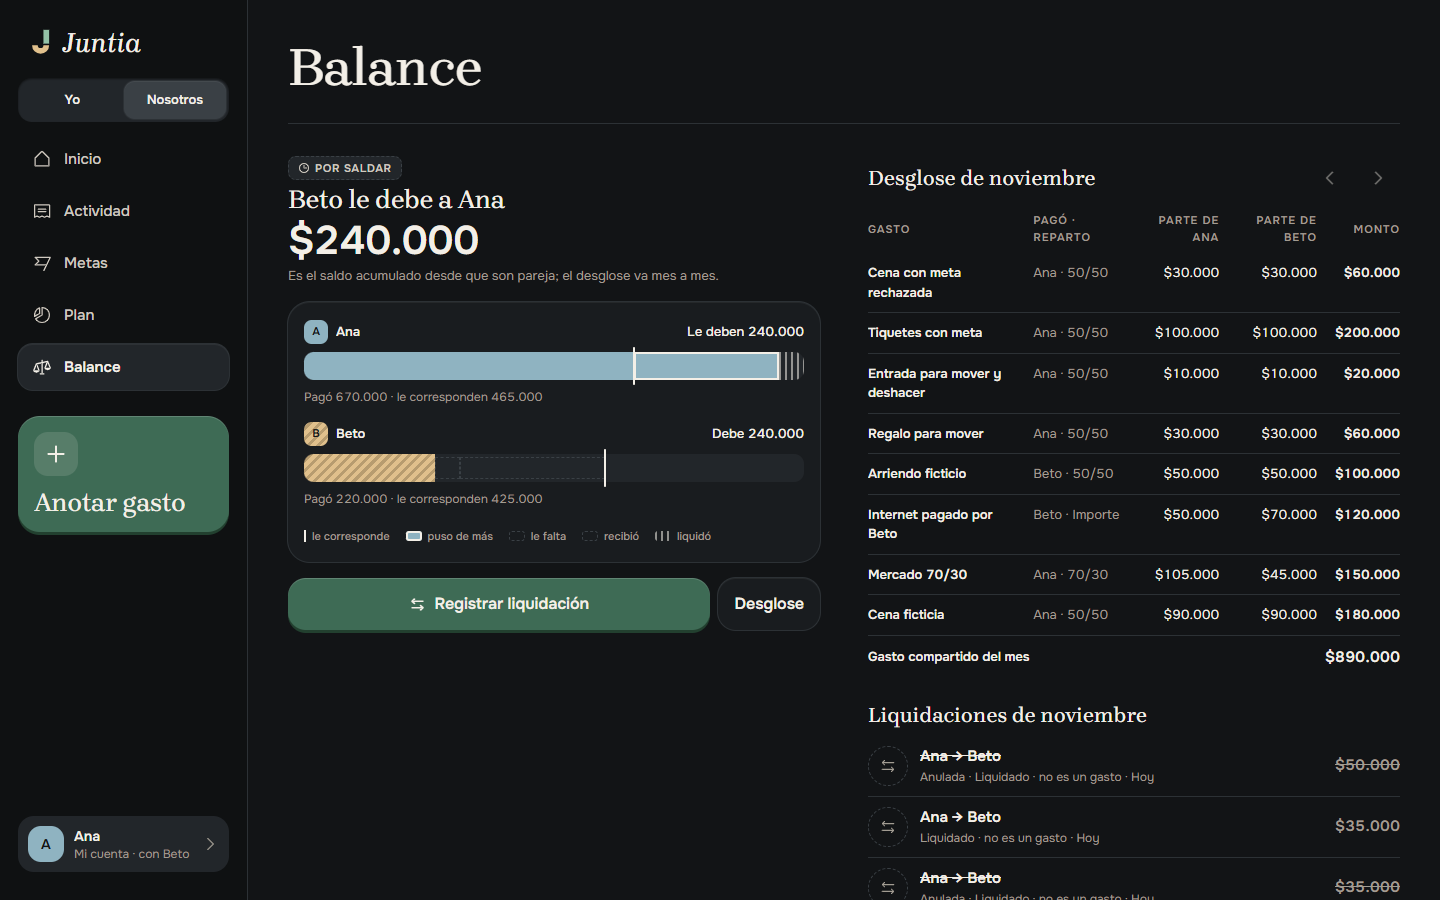 Juntia
Yo
Nosotros
Inicio
Actividad
Metas
Plan
Balance
Anotar gasto
A
Ana
Mi cuenta · con Beto
Balance
POR SALDAR
Beto le debe a Ana
$240.000
Es el saldo acumulado desde que son pareja; el desglose va mes a mes.
A Ana Le deben 240.000
Pagó 670.000 · le corresponden 465.000
B Beto Debe 240.000
Pagó 220.000 · le corresponden 425.000
le corresponde puso de más le falta recibió liquidó
Registrar liquidación
Desglose
Desglose de noviembre
GASTO PAGÓ · REPARTO PARTE DE ANA PARTE DE BETO MONTO
Cena con meta rechazada Ana · 50/50 $30.000 $30.000 $60.000
Tiquetes con meta Ana · 50/50 $100.000 $100.000 $200.000
Entrada para mover y deshacer Ana · 50/50 $10.000 $10.000 $20.000
Regalo para mover Ana · 50/50 $30.000 $30.000 $60.000
Arriendo ficticio Beto · 50/50 $50.000 $50.000 $100.000
Internet pagado por Beto Beto · Importe $50.000 $70.000 $120.000
Mercado 70/30 Ana · 70/30 $105.000 $45.000 $150.000
Cena ficticia Ana · 50/50 $90.000 $90.000 $180.000
Gasto compartido del mes $890.000
Liquidaciones de noviembre
Ana → Beto $50.000
Anulada · Liquidado · no es un gasto · Hoy
Ana → Beto $35.000
Liquidado · no es un gasto · Hoy
Ana → Beto $35.000
Anulada · Liquidado · no es un gasto · Hoy